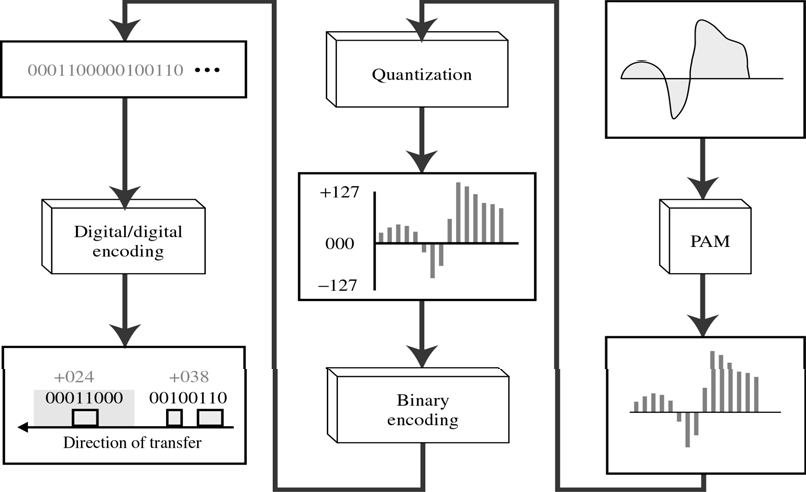 0001100000100110 •••
Digital/digital
encoding
+024 +038
00011000 00100110
Direction of transfer
Quantization
+127
000
−127
Binary
encoding
PAM